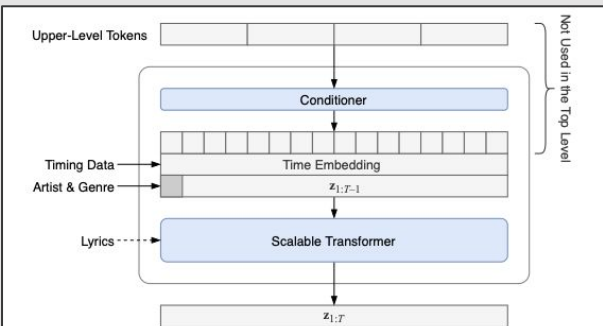 Upper-Level Tokens
Not Used in the Top Level
Conditioner
Timing Data
Time Embedding
Artist & Genre
z1:T−1
Lyrics
Scalable Transformer
z1:T